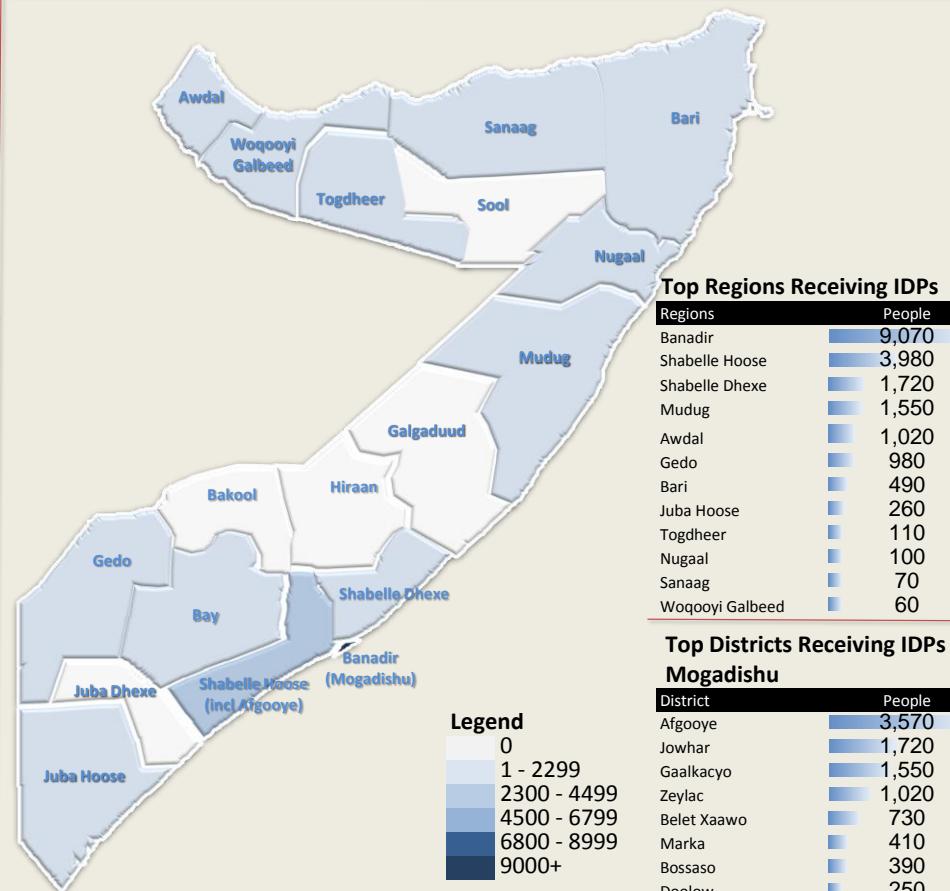 Awdal
Woqooyi
Galbeed
Togdheer
Sanaag
Bari
Sool
Nugaal
Mudug
Galgaduud
Hiraan
Bakool
Gedo
Bay
Shabelle Dhexe
Banadir
(Mogadishu)
Shabelle Hoose
(incl Afgooye)
Juba Dhexe
Juba Hoose
Legend
0
1 - 2299
2300 - 4499
4500 - 6799
6800 - 8999
9000+
Top Regions Receiving IDPs
Regions People
Banadir 9,070
Shabelle Hoose 3,980
Shabelle Dhexe 1,720
Mudug 1,550
Awdal 1,020
Gedo 980
Bari 490
Juba Hoose 260
Togdheer 110
Nugaal 100
Sanaag 70
Woqooyi Galbeed 60
Top Districts Receiving IDPs
Mogadishu
District People
Afgooye 3,570
Jowhar 1,720
Gaalkacyo 1,550
Zeylac 1,020
Belet Xaawo 730
Marka 410
Bossaso 390
Doolow 250